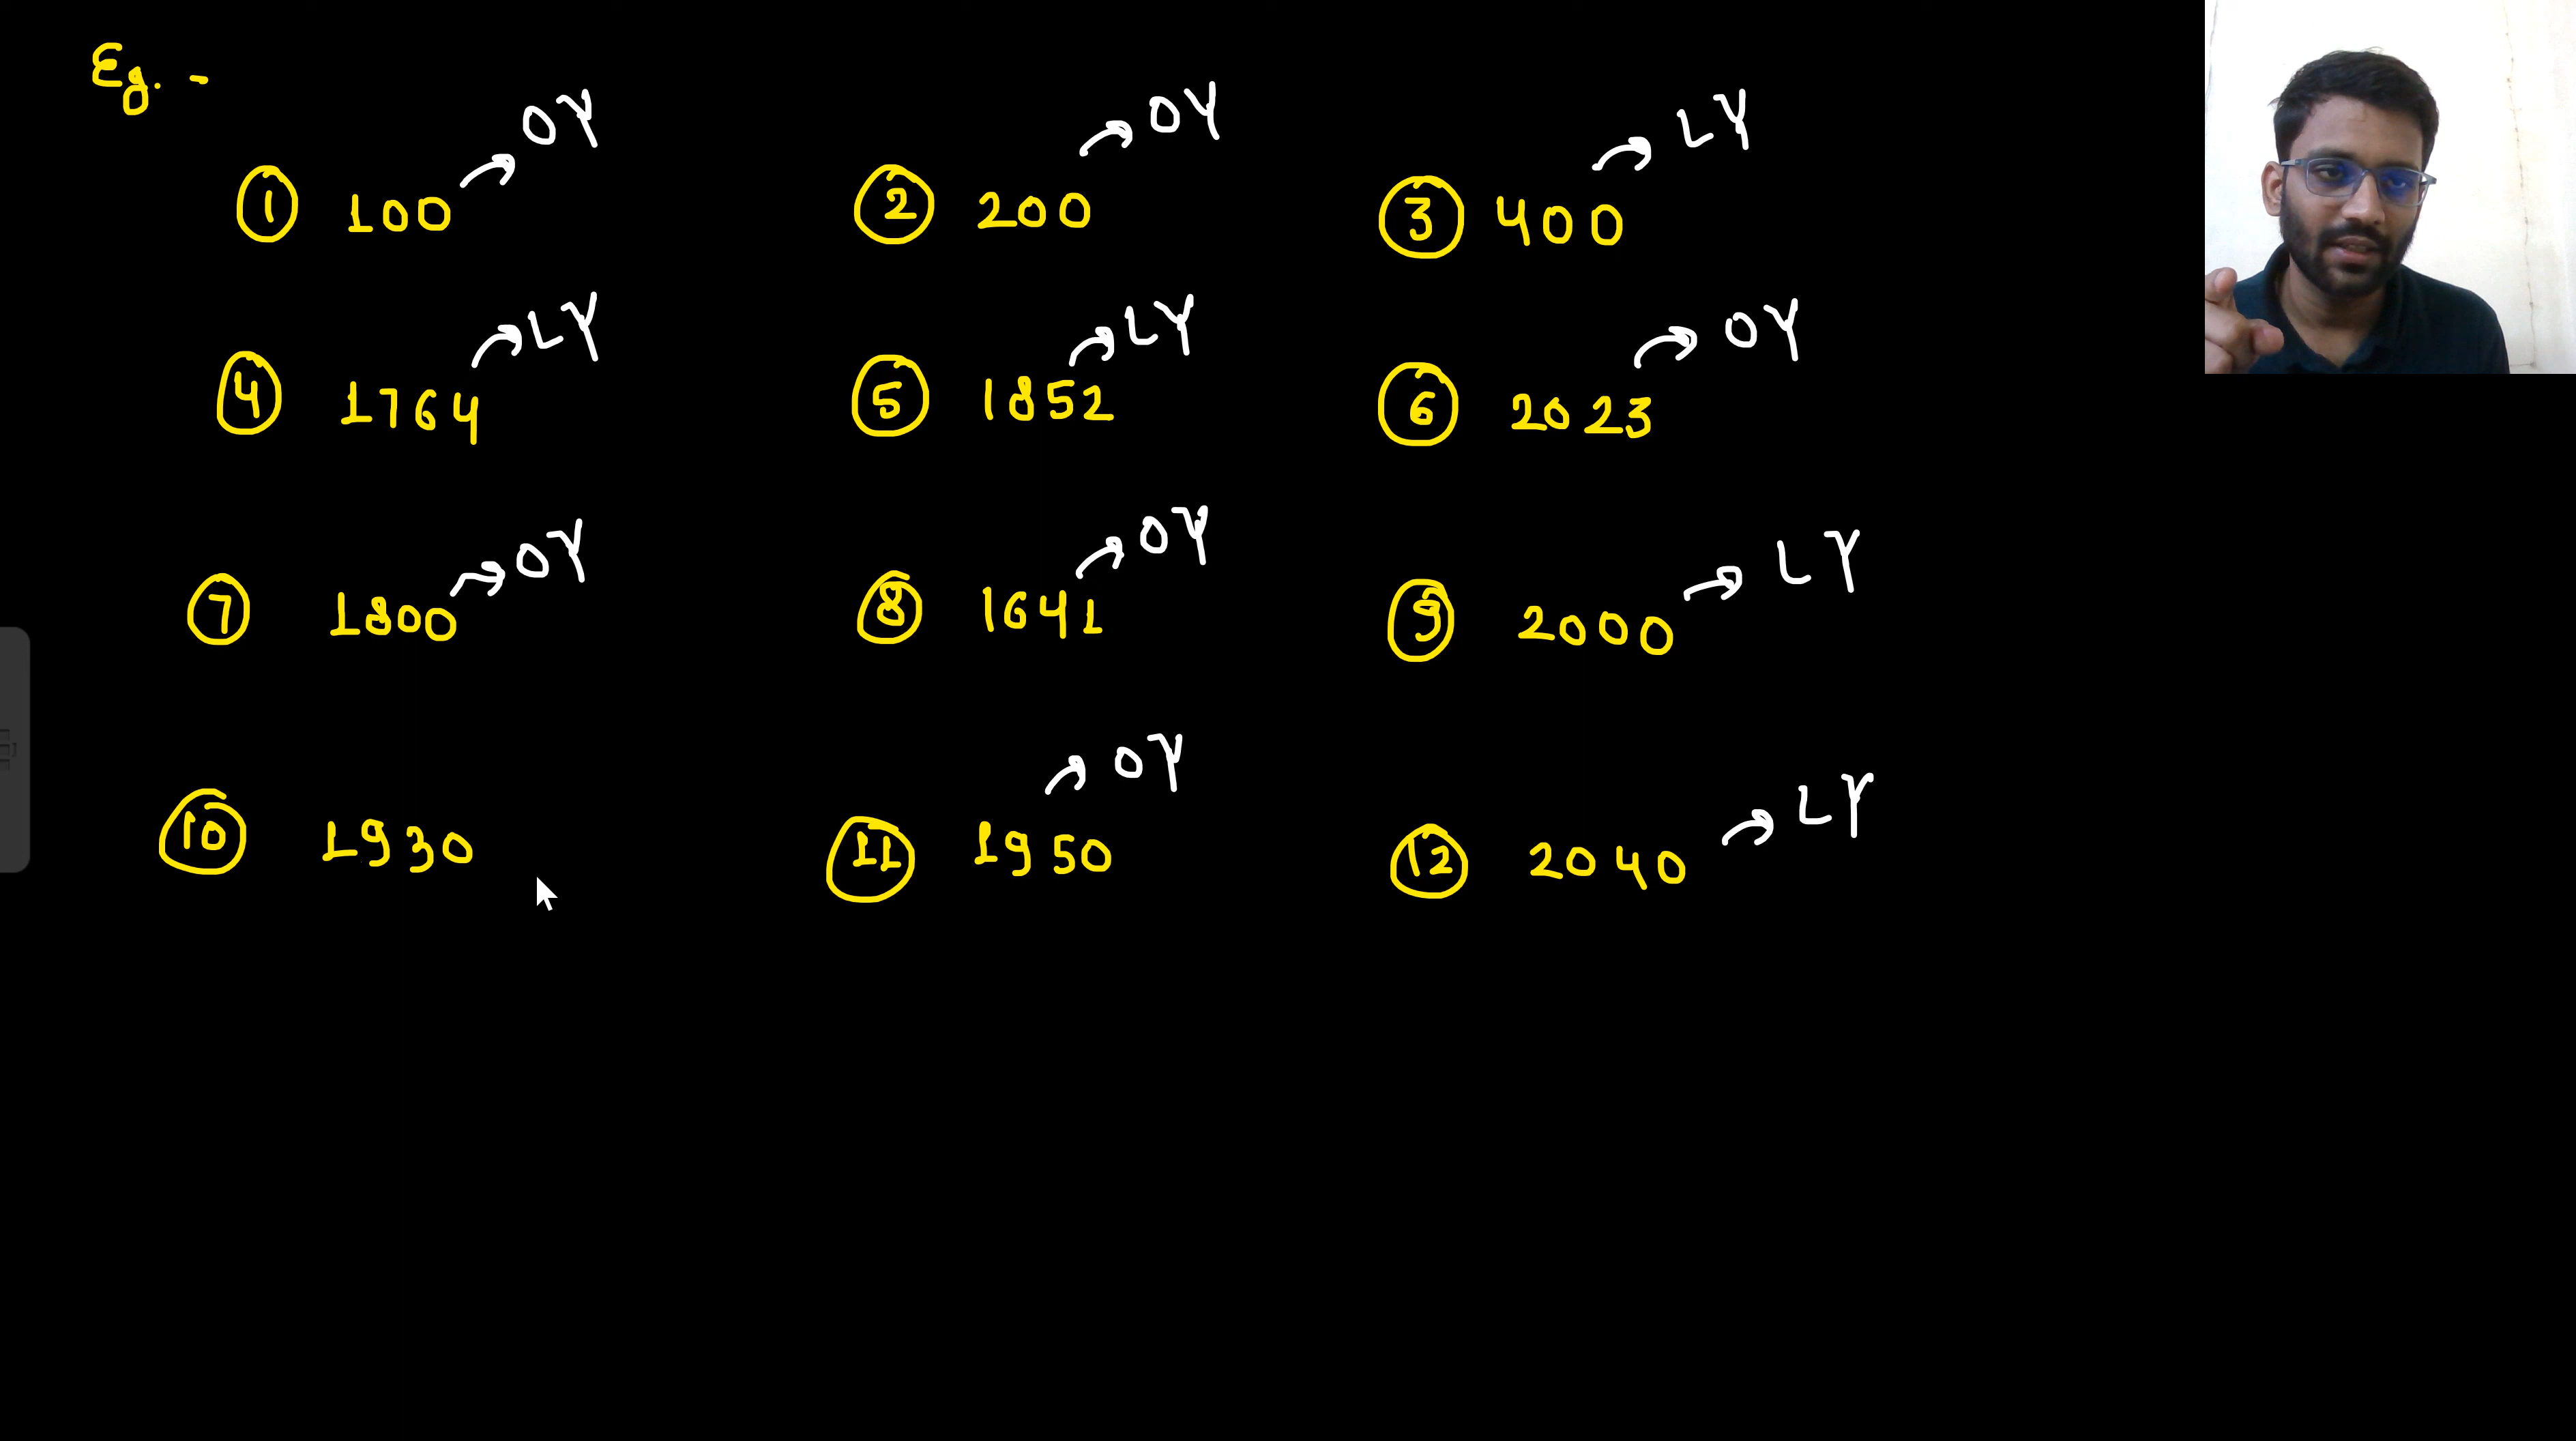 Eg. -
① 100 → OY ② 200 → OY ③ 400 → LY
④ 1764 → LY ⑤ 1852 → LY ⑥ 2023 → OY
⑦ 1800 → OY ⑧ 1641 → OY ⑨ 2000 → LY
⑩ 1930 ⑪ 1950 → OY ⑫ 2040 → LY